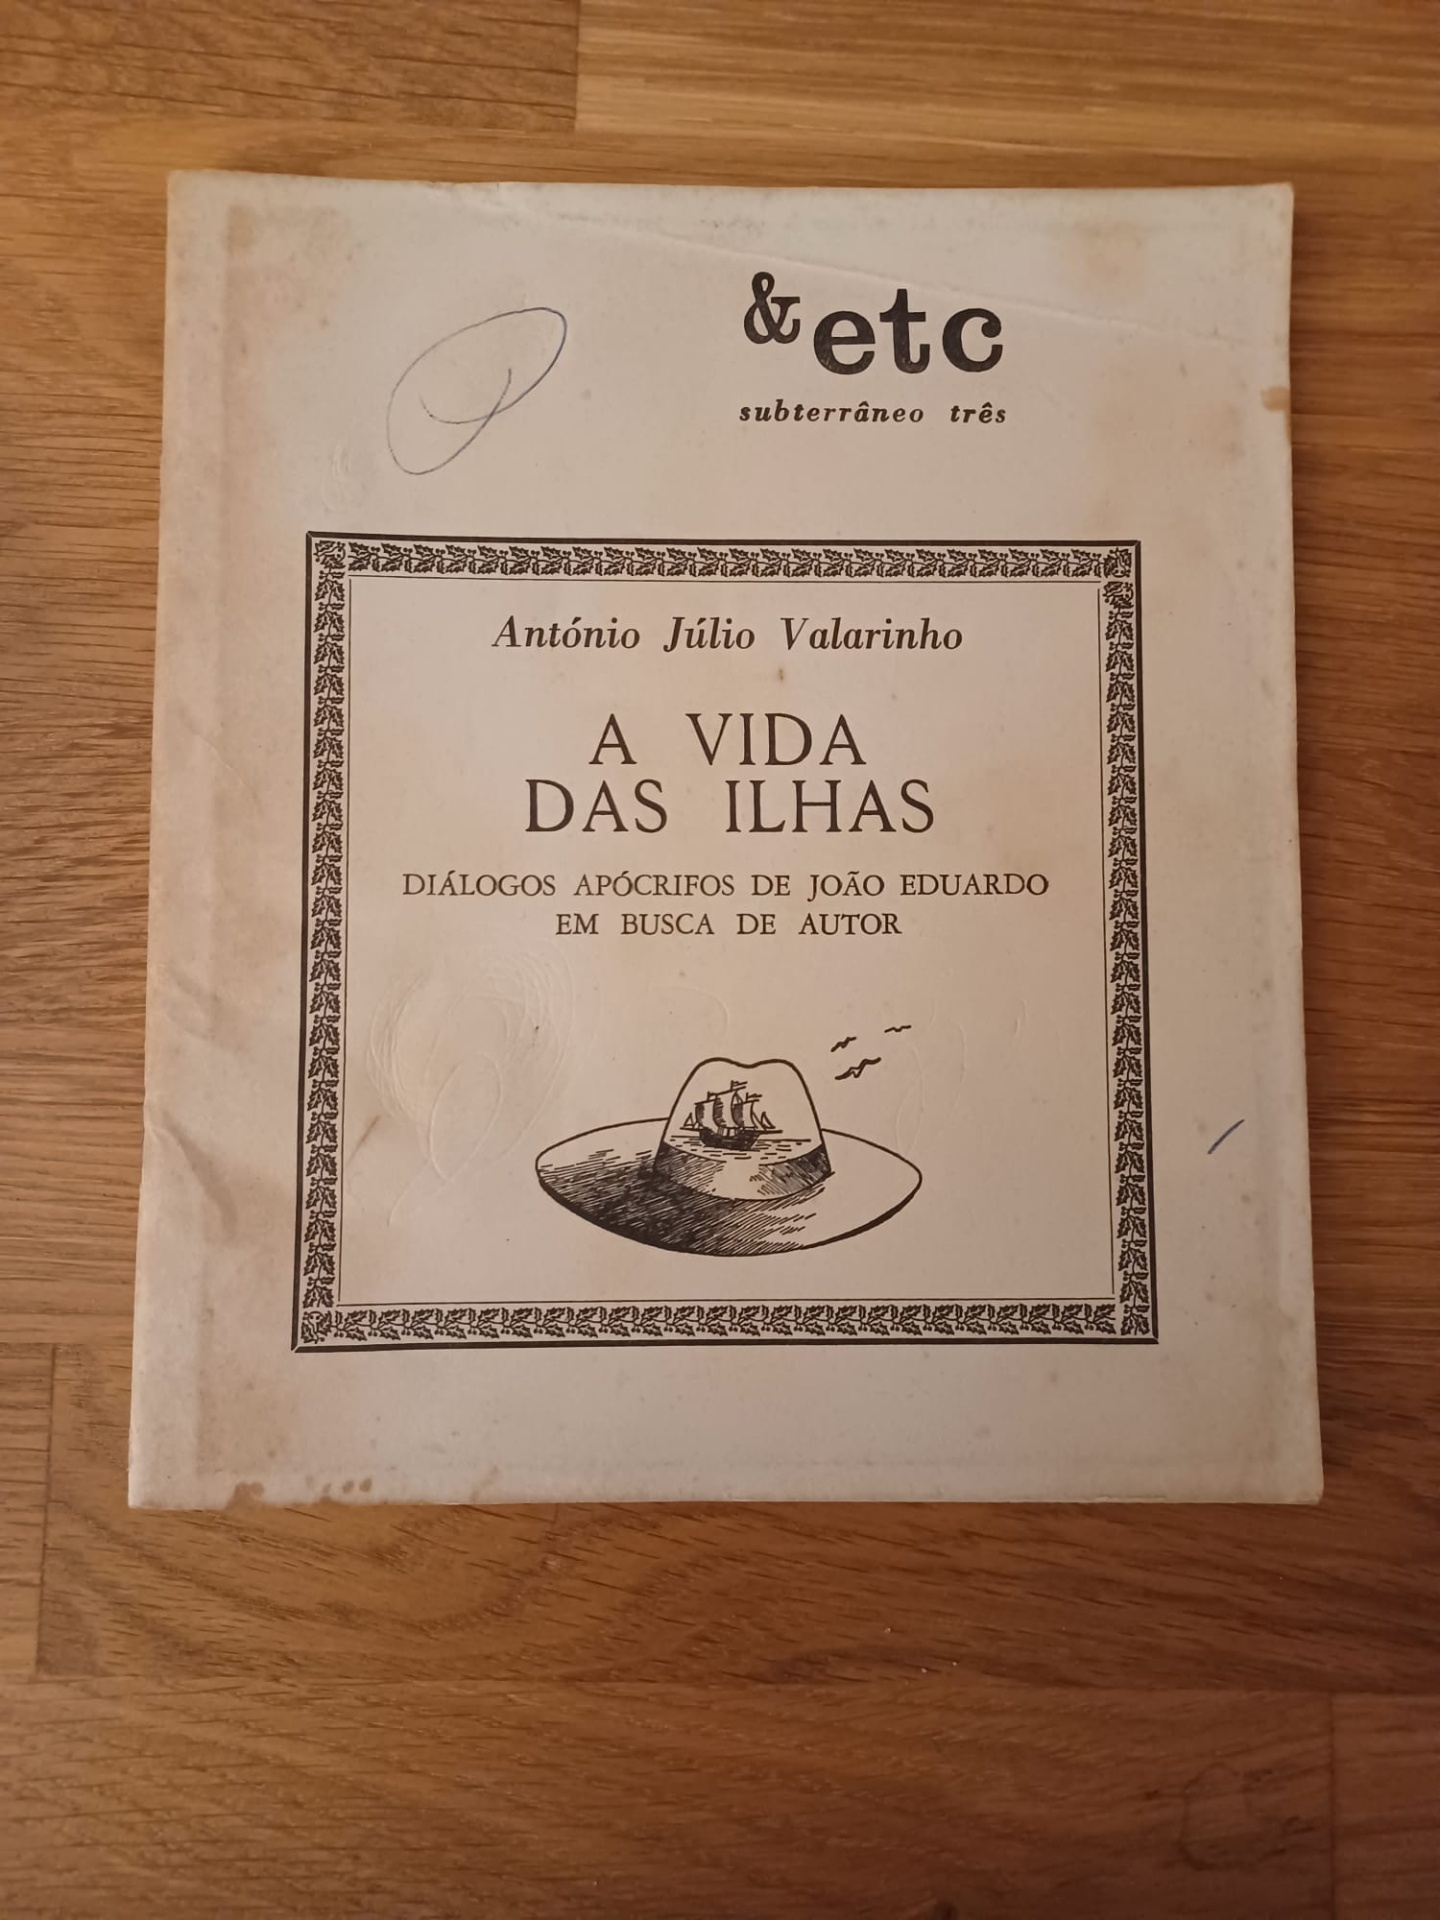 & etc
subterrâneo três
António Júlio Valarinho
A VIDA
DAS ILHAS
DIÁLOGOS APÓCRIFOS DE JOÃO EDUARDO
EM BUSCA DE AUTOR